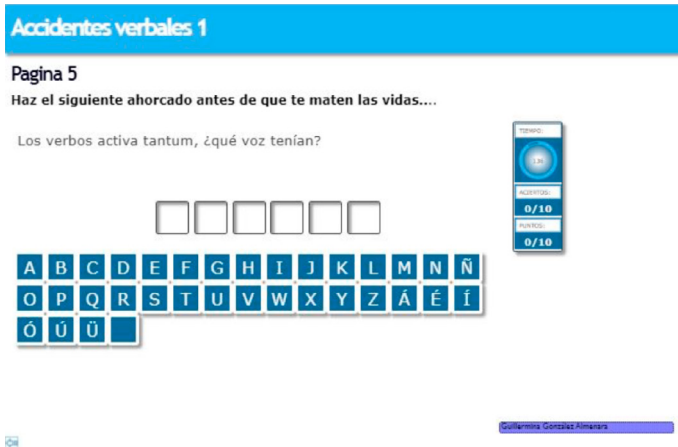 Accidentes verbales 1
Pagina 5
Haz el siguiente ahorcado antes de que te maten las vidas....
Los verbos activa tantum, ¿qué voz tenían?
TIEMPO:
ACIERTOS:
0/10
PUNTOS:
0/10
A B C D E F G H I J K L M N Ñ
O P Q R S T U V W X Y Z Á É Í
Ó Ú Ü
Guillermina González Almenara